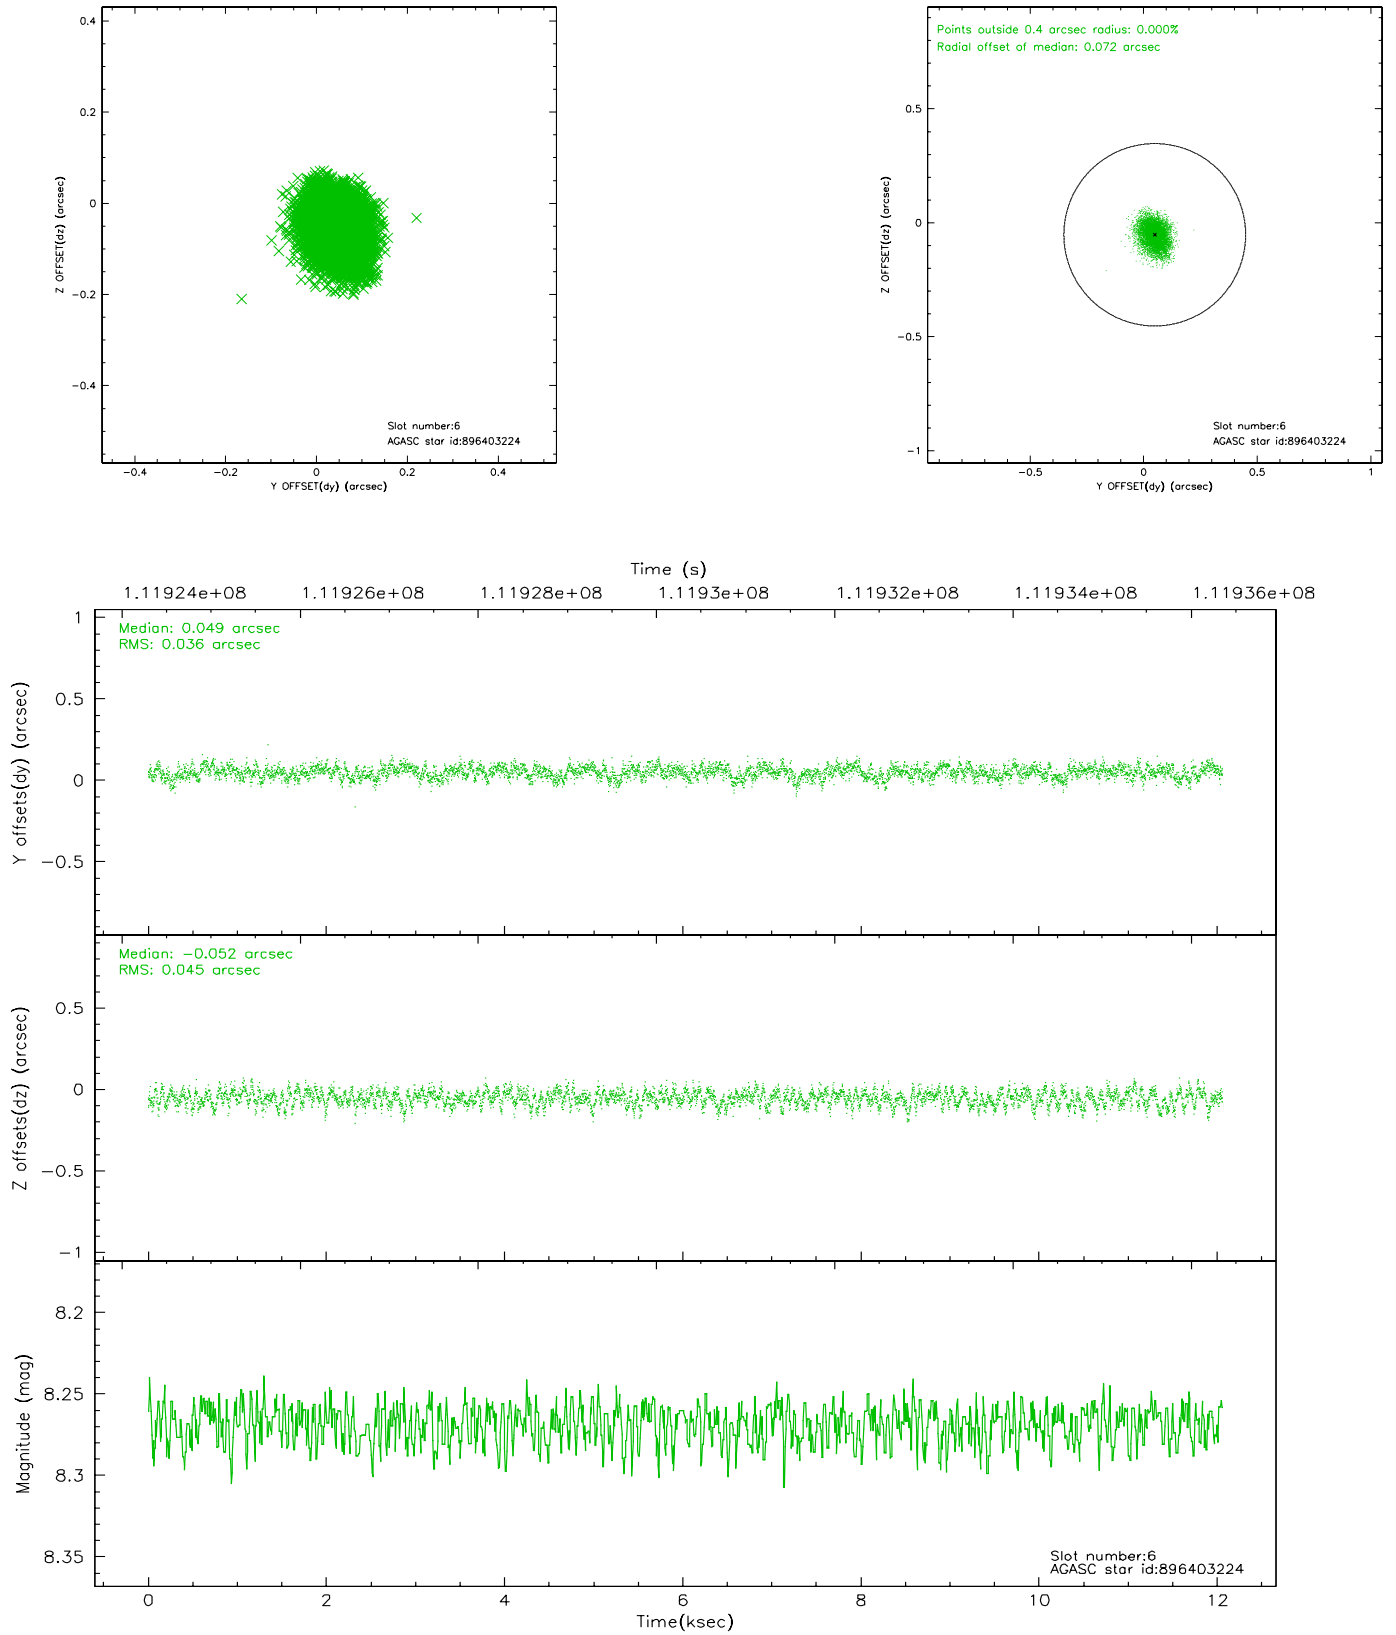 0.4
0.2
0
−0.2
−0.4
Z OFFSET(dz) (arcsec)
Slot number:6
AGASC star id:896403224
−0.4 −0.2 0 0.2 0.4
Y OFFSET(dy) (arcsec)
Points outside 0.4 arcsec radius: 0.000%
Radial offset of median: 0.072 arcsec
0.5
0
−0.5
−1
Z OFFSET(dz) (arcsec)
Slot number:6
AGASC star id:896403224
−0.5 0 0.5 1
Y OFFSET(dy) (arcsec)
Time (s)
1.11924e+08 1.11926e+08 1.11928e+08 1.1193e+08 1.11932e+08 1.11934e+08 1.11936e+08
Median: 0.049 arcsec
RMS: 0.036 arcsec
1
0.5
0
−0.5
Y offsets(dy) (arcsec)
Median: −0.052 arcsec
RMS: 0.045 arcsec
0.5
0
−0.5
−1
Z offsets(dz) (arcsec)
8.2
8.25
8.3
8.35
Magnitude (mag)
Slot number:6
AGASC star id:896403224
0 2 4 6 8 10 12
Time(ksec)